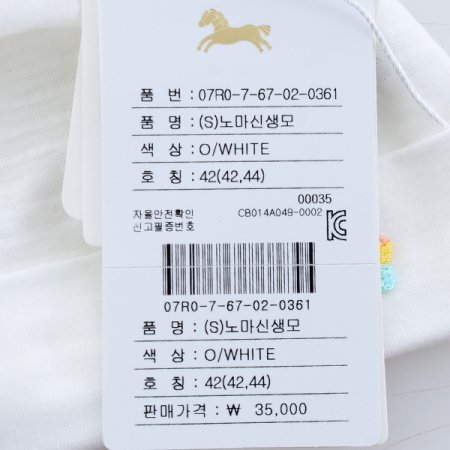 품 번 : 07R0-7-67-02-0361
품 명 : (S)노마신생모
색 상 : O/WHITE
호 칭 : 42(42,44)
00035
자율안전확인 CB014A049-0002
신고필증번호
07R0-7-67-02-0361
품 명 : (S)노마신생모
색 상 : O/WHITE
호 칭 : 42(42,44)
판매가격 : ₩ 35,000